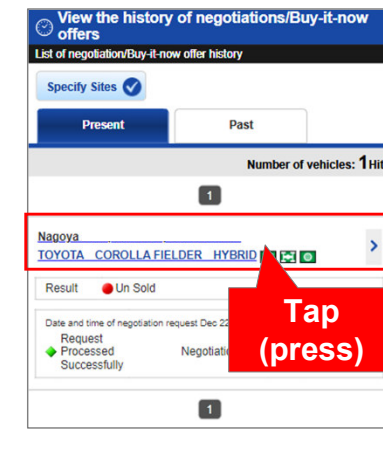 View the history of negotiations/Buy-it-now
offers
List of negotiation/Buy-it-now offer history
Specify Sites
Present Past
Number of vehicles: 1 Hit
1
Nagoya
TOYOTA COROLLA FIELDER HYBRID
Result Un Sold
Tap
(press)
Date and time of negotiation request Dec 22
Request
Processed
Successfully
1